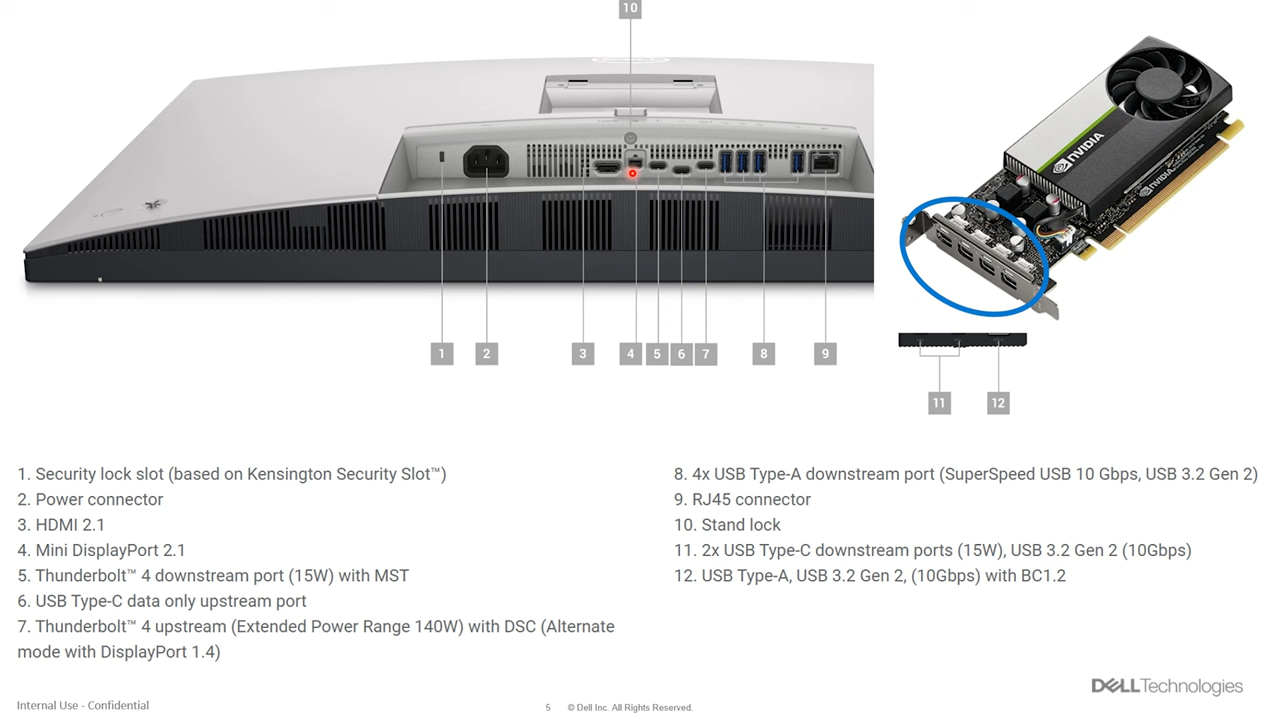 10
NVIDIA
NVIDIA
1
2
3
4
5
6
7
8
9
11
12
1. Security lock slot (based on Kensington Security Slot™)
2. Power connector
3. HDMI 2.1
4. Mini DisplayPort 2.1
5. Thunderbolt™ 4 downstream port (15W) with MST
6. USB Type-C data only upstream port
7. Thunderbolt™ 4 upstream (Extended Power Range 140W) with DSC (Alternate
mode with DisplayPort 1.4)
8. 4x USB Type-A downstream port (SuperSpeed USB 10 Gbps, USB 3.2 Gen 2)
9. RJ45 connector
10. Stand lock
11. 2x USB Type-C downstream ports (15W), USB 3.2 Gen 2 (10Gbps)
12. USB Type-A, USB 3.2 Gen 2, (10Gbps) with BC1.2
DELLTechnologies
Internal Use - Confidential
5
© Dell Inc. All Rights Reserved.